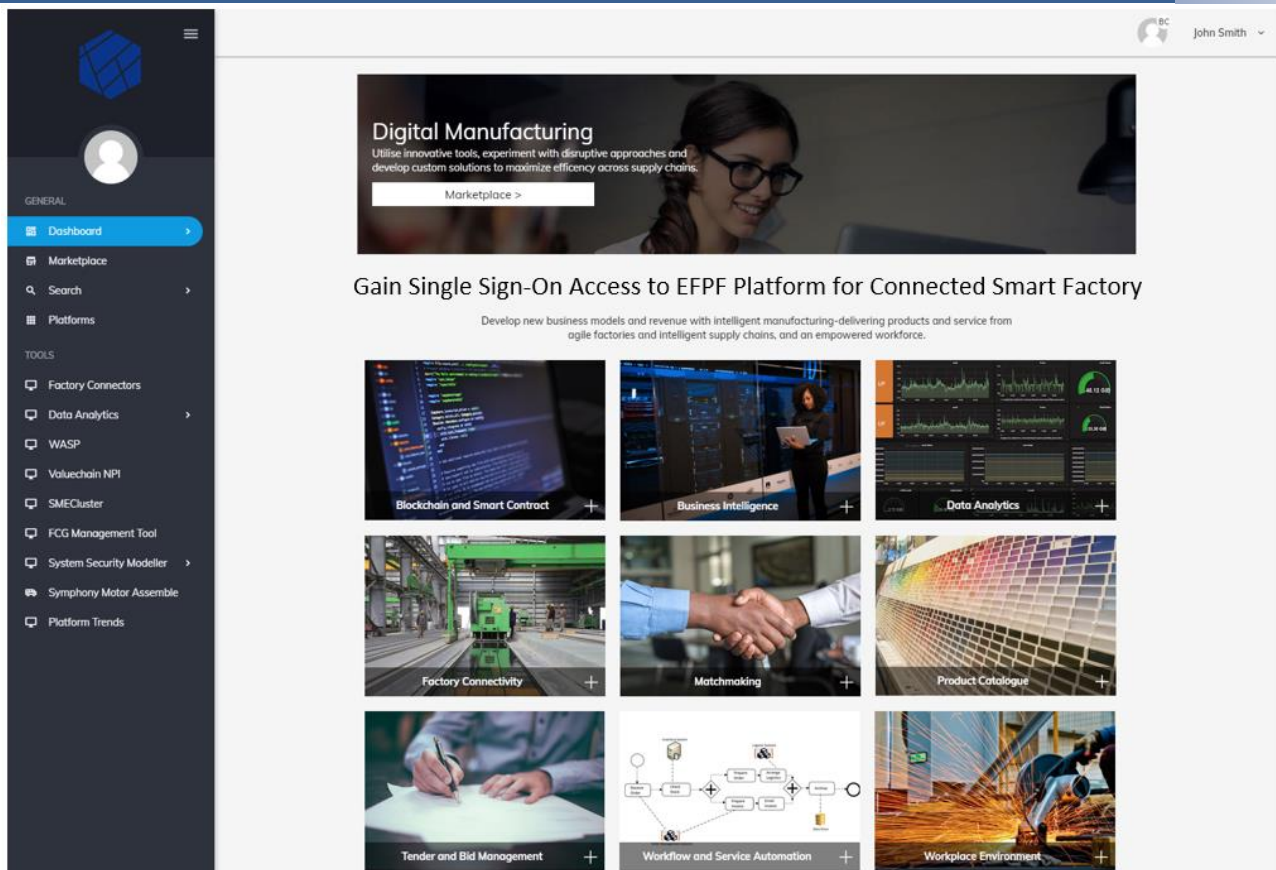 BC
John Smith
GENERAL
Dashboard
Marketplace
Search
Platforms
TOOLS
Factory Connectors
Data Analytics
WASP
Valuechain NPI
SMECluster
FCG Management Tool
System Security Modeller
Symphony Motor Assemble
Platform Trends
Digital Manufacturing
Utilise innovative tools, experiment with disruptive approaches and
develop custom solutions to maximize efficency across supply chains.
Marketplace >
Gain Single Sign-On Access to EFPF Platform for Connected Smart Factory
Develop new business models and revenue with intelligent manufacturing-delivering products and service from
agile factories and intelligent supply chains, and an empowered workforce.
Blockchain and Smart Contract
Business Intelligence
Data Analytics
Factory Connectivity
Matchmaking
Product Catalogue
Tender and Bid Management
Workflow and Service Automation
Workplace Environment